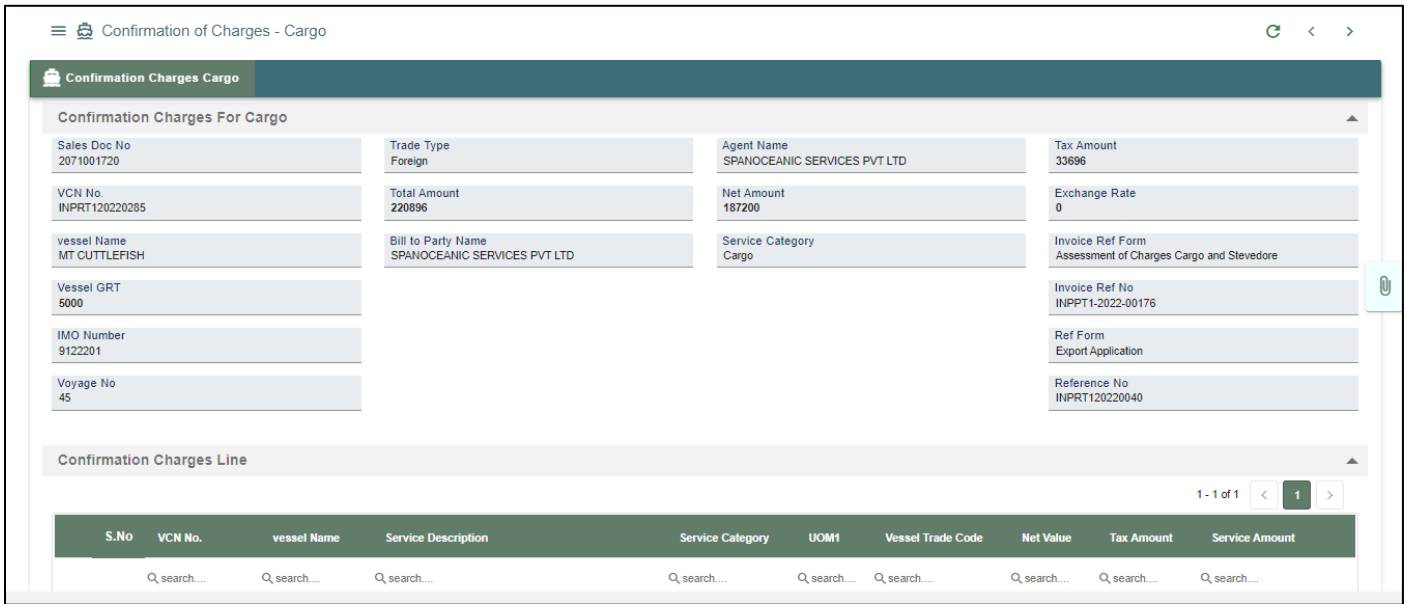 Confirmation of Charges - Cargo
Confirmation Charges Cargo
Confirmation Charges For Cargo
Sales Doc No
2071001720
Trade Type
Foreign
Agent Name
SPANOCEANIC SERVICES PVT LTD
Tax Amount
33696
VCN No.
INPRT120220285
Total Amount
220896
Net Amount
187200
Exchange Rate
0
vessel Name
MT CUTTLEFISH
Bill to Party Name
SPANOCEANIC SERVICES PVT LTD
Service Category
Cargo
Invoice Ref Form
Assessment of Charges Cargo and Stevedore
Vessel GRT
5000
Invoice Ref No
INPPT1-2022-00176
IMO Number
9122201
Ref Form
Export Application
Voyage No
45
Reference No
INPRT120220040
Confirmation Charges Line
1 - 1 of 1 < 1 >
S.No VCN No. vessel Name Service Description Service Category UOM1 Vessel Trade Code Net Value Tax Amount Service Amount
search.... search.... search.... search.... search.... search.... search.... search.... search....